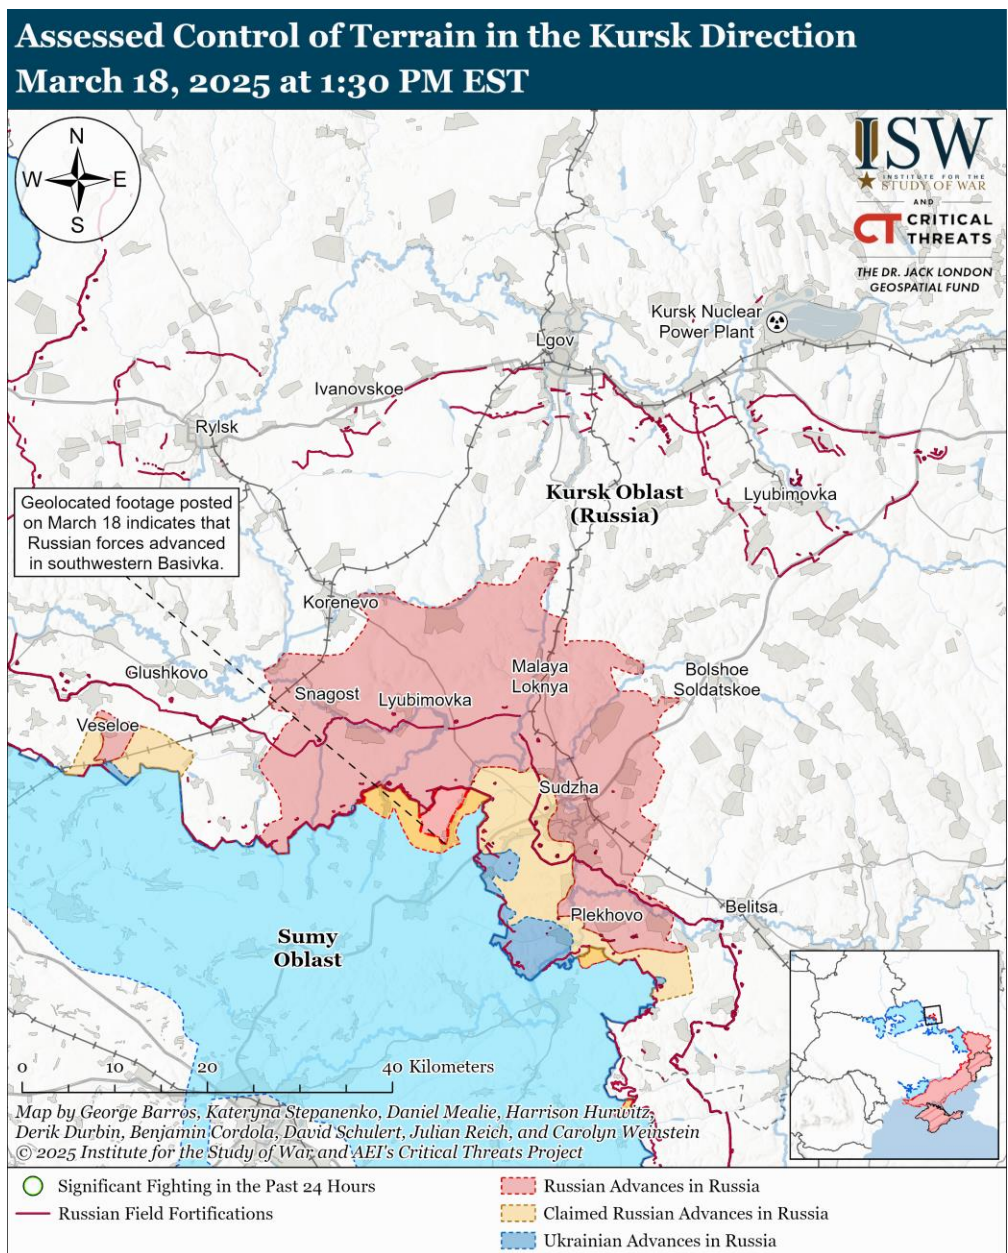 Assessed Control of Terrain in the Kursk Direction
March 18, 2025 at 1:30 PM EST
N
W
E
S
ISW
INSTITUTE FOR THE
STUDY OF WAR
AND
CT CRITICAL
THREATS
THE DR. JACK LONDON
GEOSPATIAL FUND
Kursk Nuclear
Power Plant
Lgov
Ivanovskoe
Rylsk
Geolocated footage posted
on March 18 indicates that
Russian forces advanced
in southwestern Basivka.
Kursk Oblast
(Russia)
Lyubimovka
Korenevo
Glushkovo
Snagost
Lyubimovka
Malaya
Loknya
Bolshoe
Soldatskoe
Veseloe
Sudzha
Plekhovo
Belitsa
Sumy
Oblast
0 20 40 Kilometers
Map by George Barros, Kateryna Stepanenko, Daniel Mealie, Harrison Hurwitz,
Derik Durbin, Benjamin Cordola, David Schulert, Julian Reich, and Carolyn Weinstein
© 2025 Institute for the Study of War and AEI's Critical Threats Project
Significant Fighting in the Past 24 Hours
Russian Field Fortifications
Russian Advances in Russia
Claimed Russian Advances in Russia
Ukrainian Advances in Russia